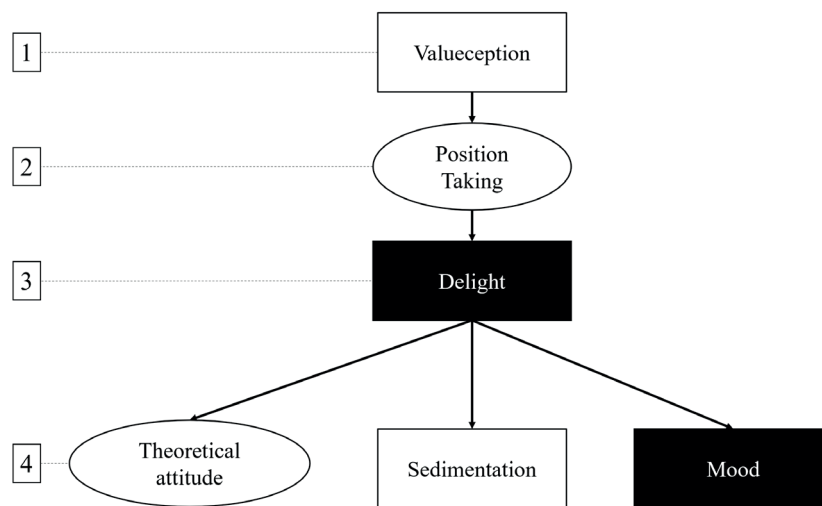 1
Valueception
2
Position
Taking
3
Delight
4
Theoretical
attitude
Sedimentation
Mood